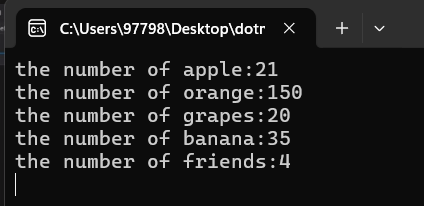 C:\Users\97798\Desktop\dotr
the number of apple:21
the number of orange:150
the number of grapes:20
the number of banana:35
the number of friends:4